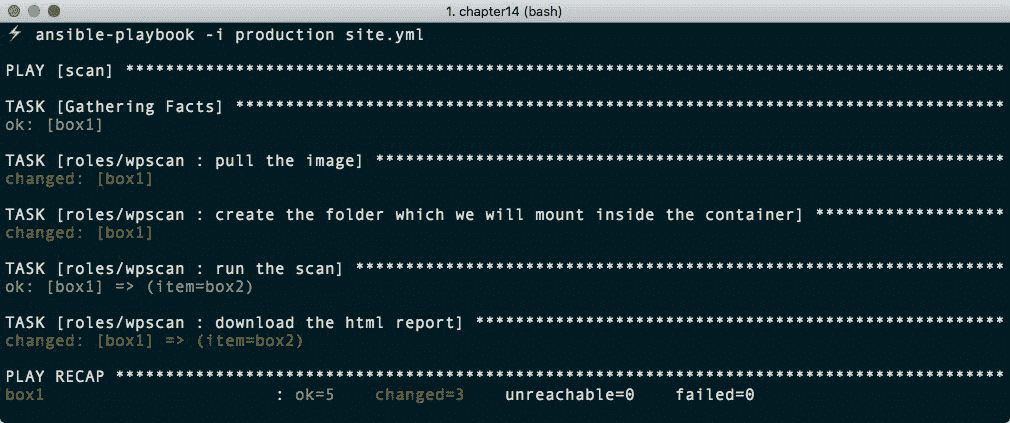 1. chapter14 (bash)
⚡ ansible-playbook -i production site.yml
PLAY [scan] ****************************************************************************************
TASK [Gathering Facts] *****************************************************************************
ok: [box1]
TASK [roles/wpscan : pull the image] ***************************************************************
changed: [box1]
TASK [roles/wpscan : create the folder which we will mount inside the container] *******************
changed: [box1]
TASK [roles/wpscan : run the scan] *****************************************************************
ok: [box1] => (item=box2)
TASK [roles/wpscan : download the html report] *****************************************************
changed: [box1] => (item=box2)
PLAY RECAP *****************************************************************************************
box1                       : ok=5    changed=3    unreachable=0    failed=0